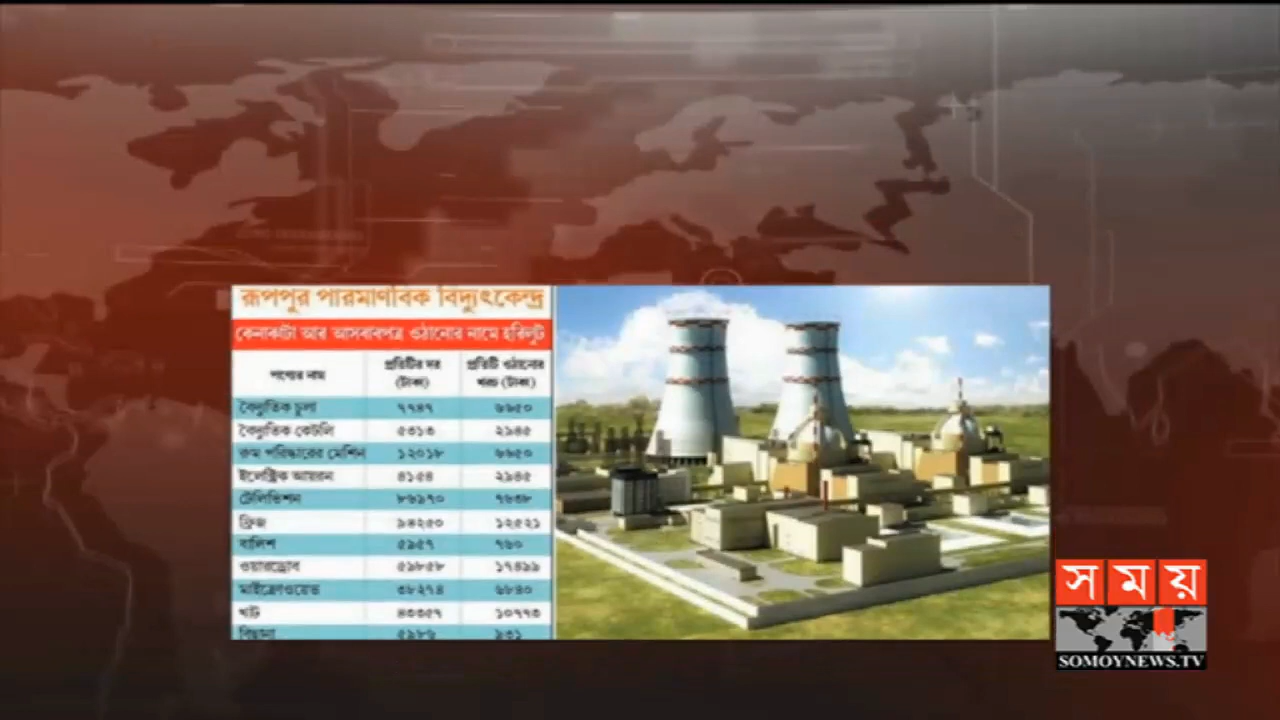 রূপপুর পারমাণবিক বিদ্যুৎকেন্দ্র
কেনাকাটা আর আসবাবপত্র ওঠানোর নামে হরিলুট
পণ্যের নাম প্রতিটির দর (টাকা) প্রতিটি ওঠানোর খরচ (টাকা)
বৈদ্যুতিক চুলা ৭৭৪৭ ৬৬৫০
বৈদ্যুতিক কেটলি ৫৩১৩ ২৯৪৫
রুম পরিষ্কারের মেশিন ১২০১৮ ৬৬৫০
ইলেক্ট্রিক আয়রন ৪১৫৪ ২৯৪৫
টেলিভিশন ৮৬৯৭০ ৭৬৩৮
ফ্রিজ ৯৪২৫০ ১২৫২১
বালিশ ৫৯৫৭ ৭৬০
ওয়ারড্রোব ৫৯৮৫৮ ১৭৪৯৯
মাইক্রোওয়েভ ৩৮২৭৪ ৬৮৪০
খাট ৪৩৩৫৭ ১০৭৭৩
বিছানা ৫৯৮৬ ৯৩১
সময়
SOMOYNEWS.TV